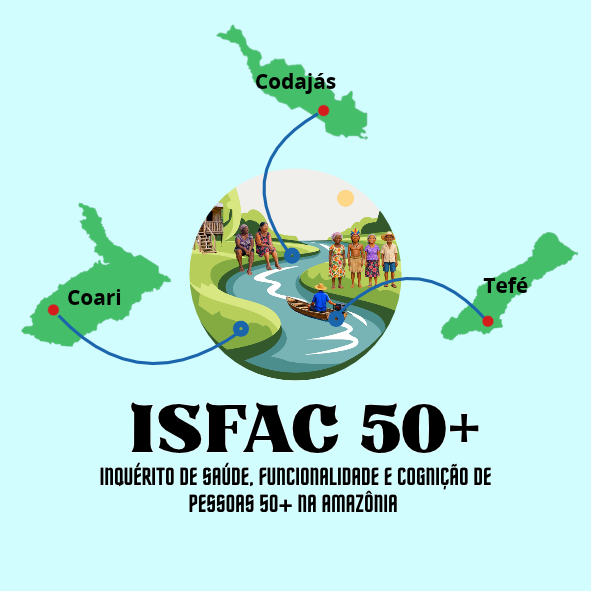 Codajás
Coari
Tefé
ISFAC 50+
INQUÉRITO DE SAÚDE, FUNCIONALIDADE E COGNIÇÃO DE
PESSOAS 50+ NA AMAZÔNIA